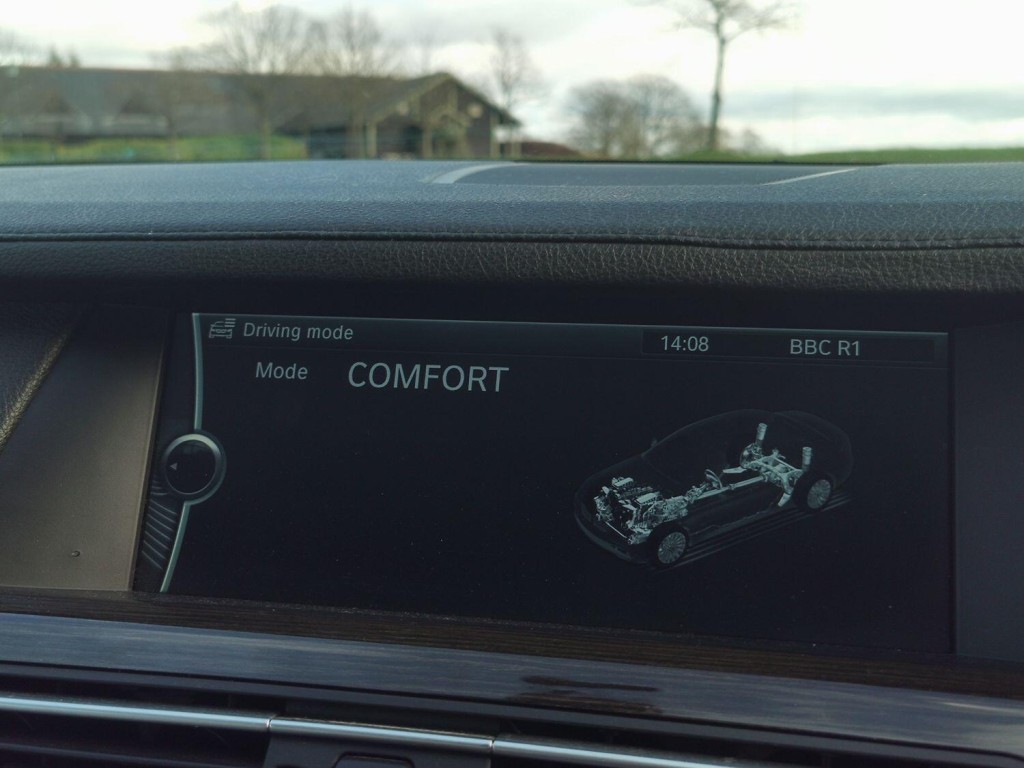 Driving mode 14:08 BBC R1
Mode COMFORT